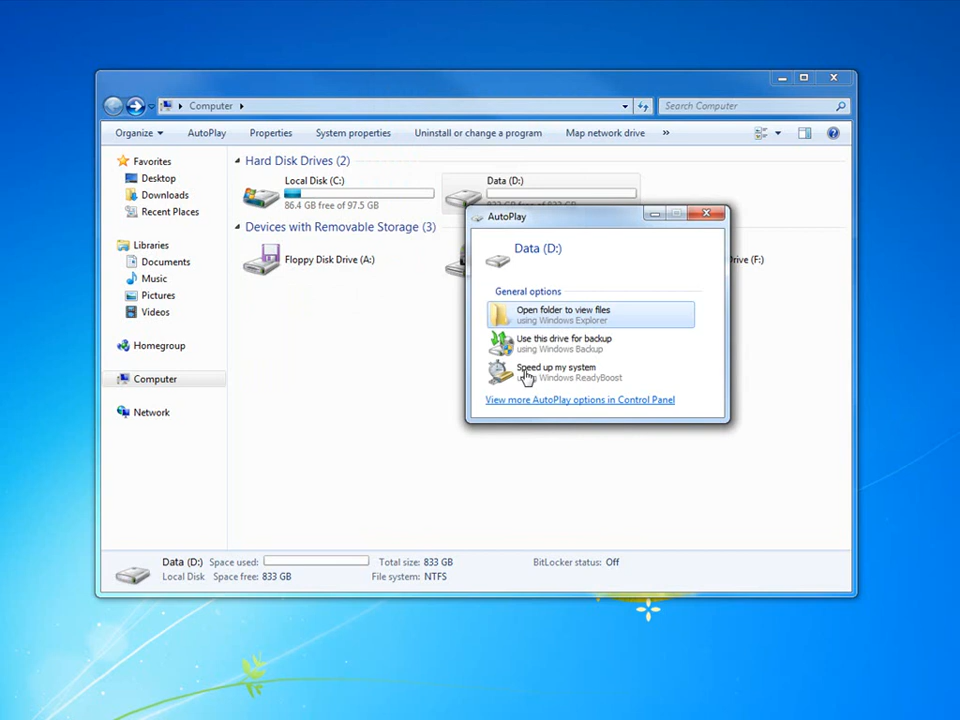 Computer
Search Computer
Organize
AutoPlay
Properties
System properties
Uninstall or change a program
Map network drive
»
Favorites
Desktop
Downloads
Recent Places
Libraries
Documents
Music
Pictures
Videos
Homegroup
Computer
Network
Hard Disk Drives (2)
Local Disk (C:)
86.4 GB free of 97.5 GB
Data (D:)
Devices with Removable Storage (3)
Floppy Disk Drive (A:)
Drive (F:)
AutoPlay
Data (D:)
General options
Open folder to view files
using Windows Explorer
Use this drive for backup
using Windows Backup
Speed up my system
Windows ReadyBoost
View more AutoPlay options in Control Panel
Data (D:) Space used: Total size: 833 GB BitLocker status: Off
Local Disk Space free: 833 GB File system: NTFS